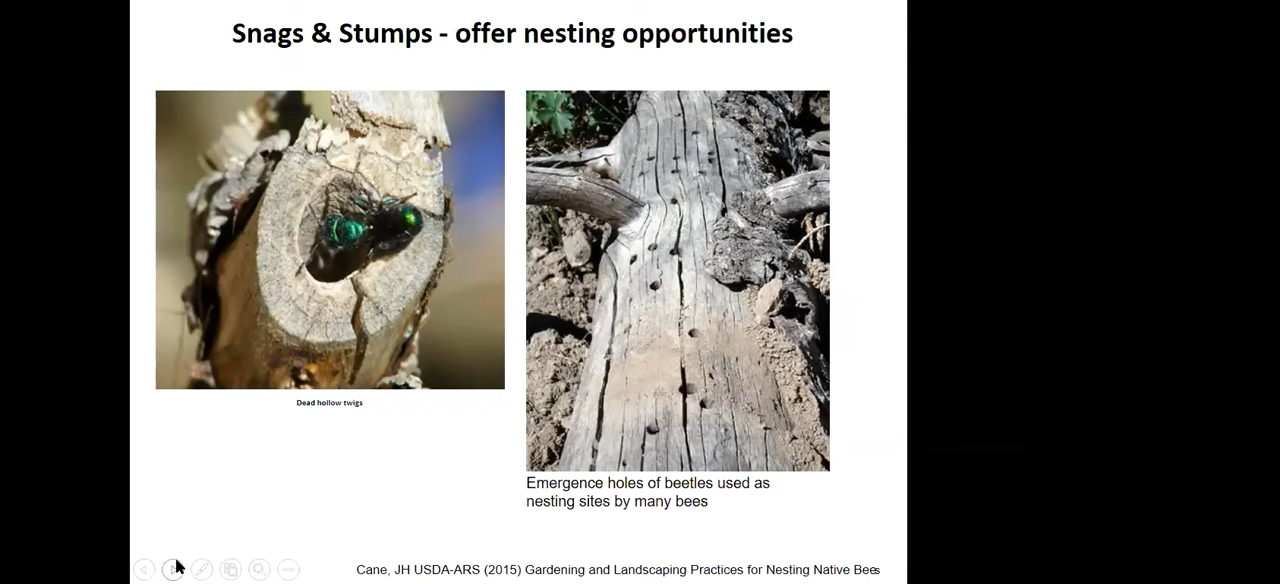 Snags & Stumps - offer nesting opportunities
Dead hollow twigs
Emergence holes of beetles used as
nesting sites by many bees
Cane, JH USDA-ARS (2015) Gardening and Landscaping Practices for Nesting Native Bees